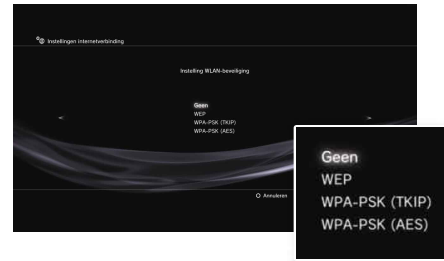 Instellingen internetverbinding
Instelling WLAN-beveiliging
Geen
WEP
WPA-PSK (TKIP)
WPA-PSK (AES)
Annuleren
Geen
WEP
WPA-PSK (TKIP)
WPA-PSK (AES)